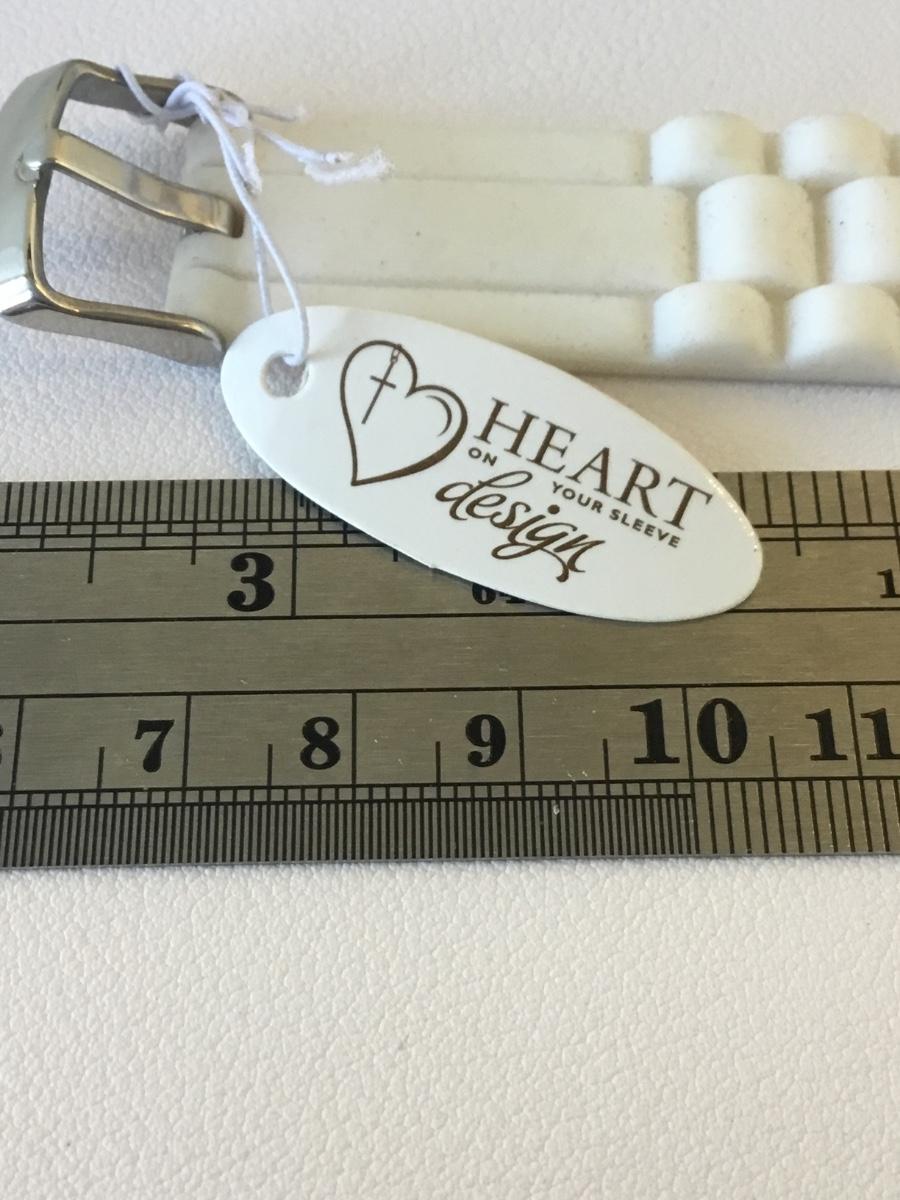 HEART
ON YOUR SLEEVE
design
3
7 8 9 10 11